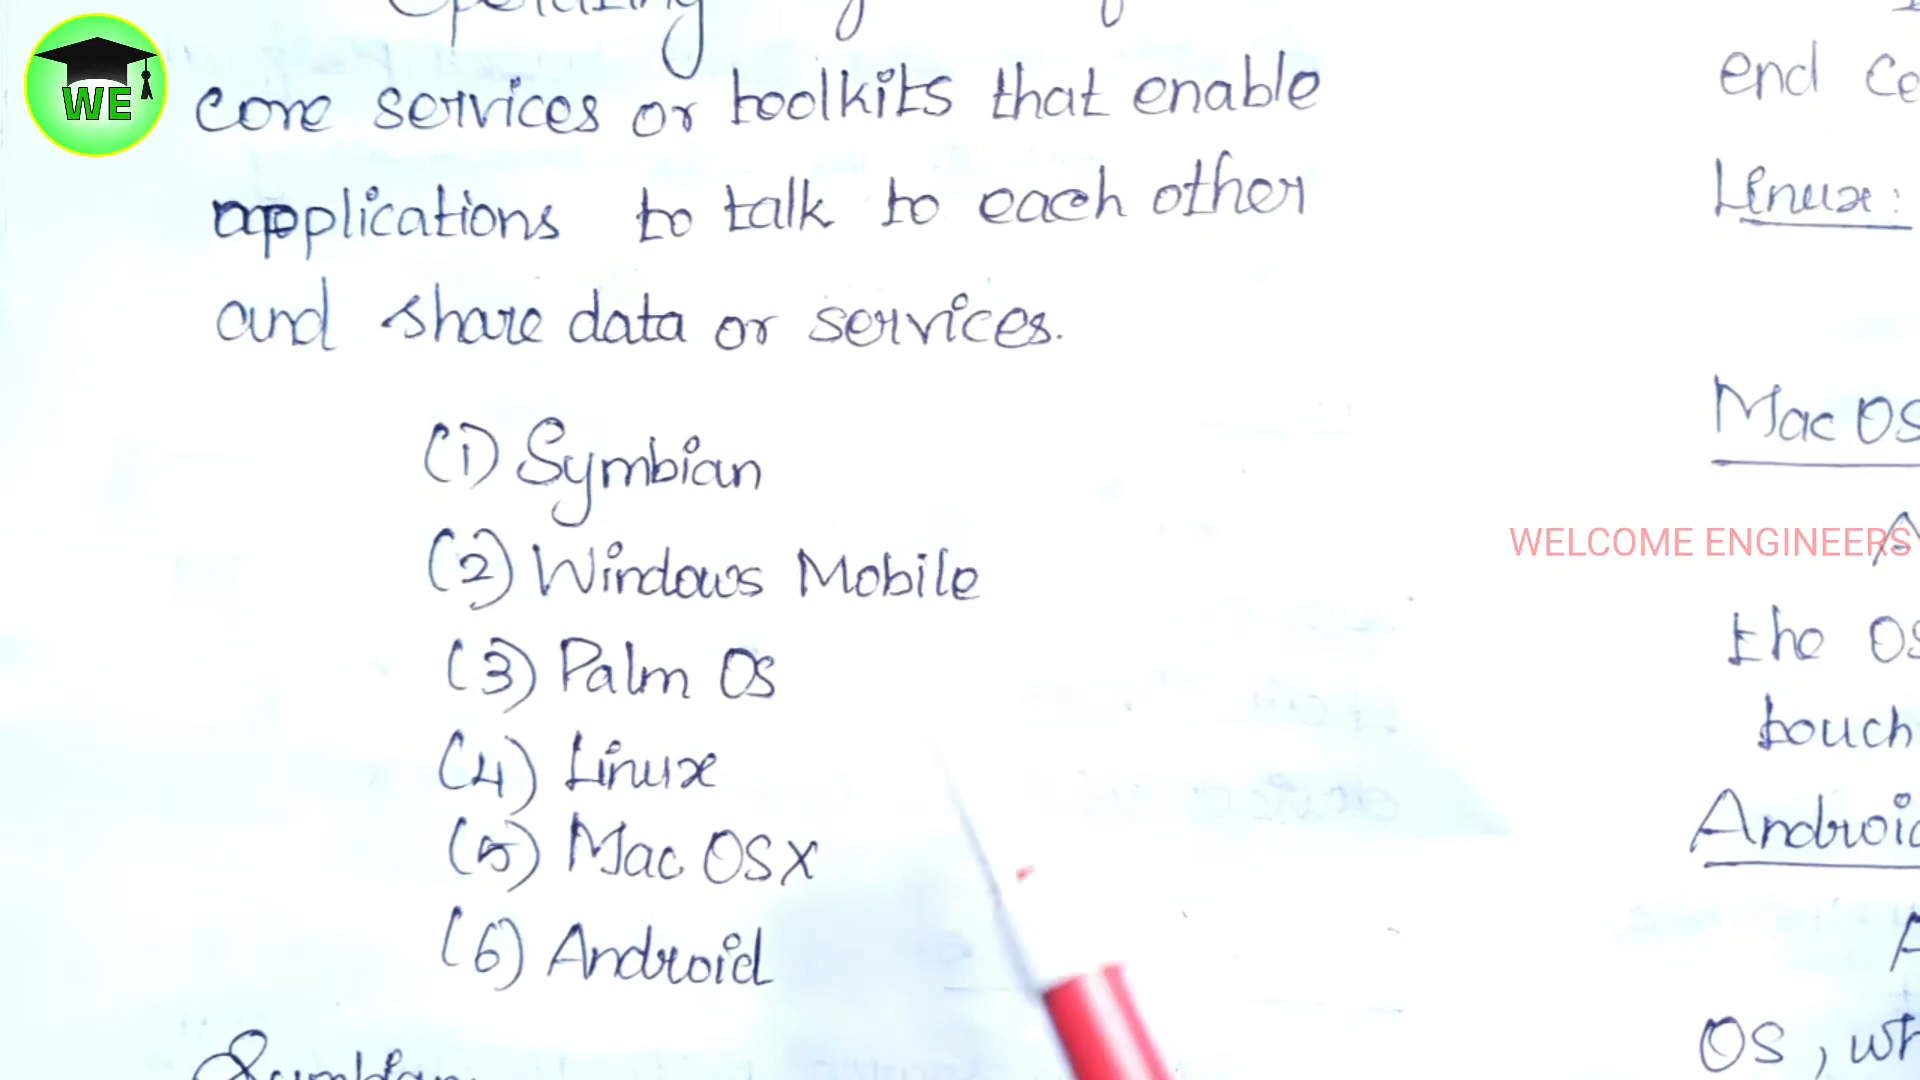 WE
core services or toolkits that enable
applications to talk to each other
and share data or services.
(1) Symbian
(2) Windows Mobile
(3) Palm OS
(4) Linux
(5) Mac OSX
(6) Android
Symbian
end
Linux:
Mac OS
WELCOME ENGINEERS
the OS
touch
Android
OS,